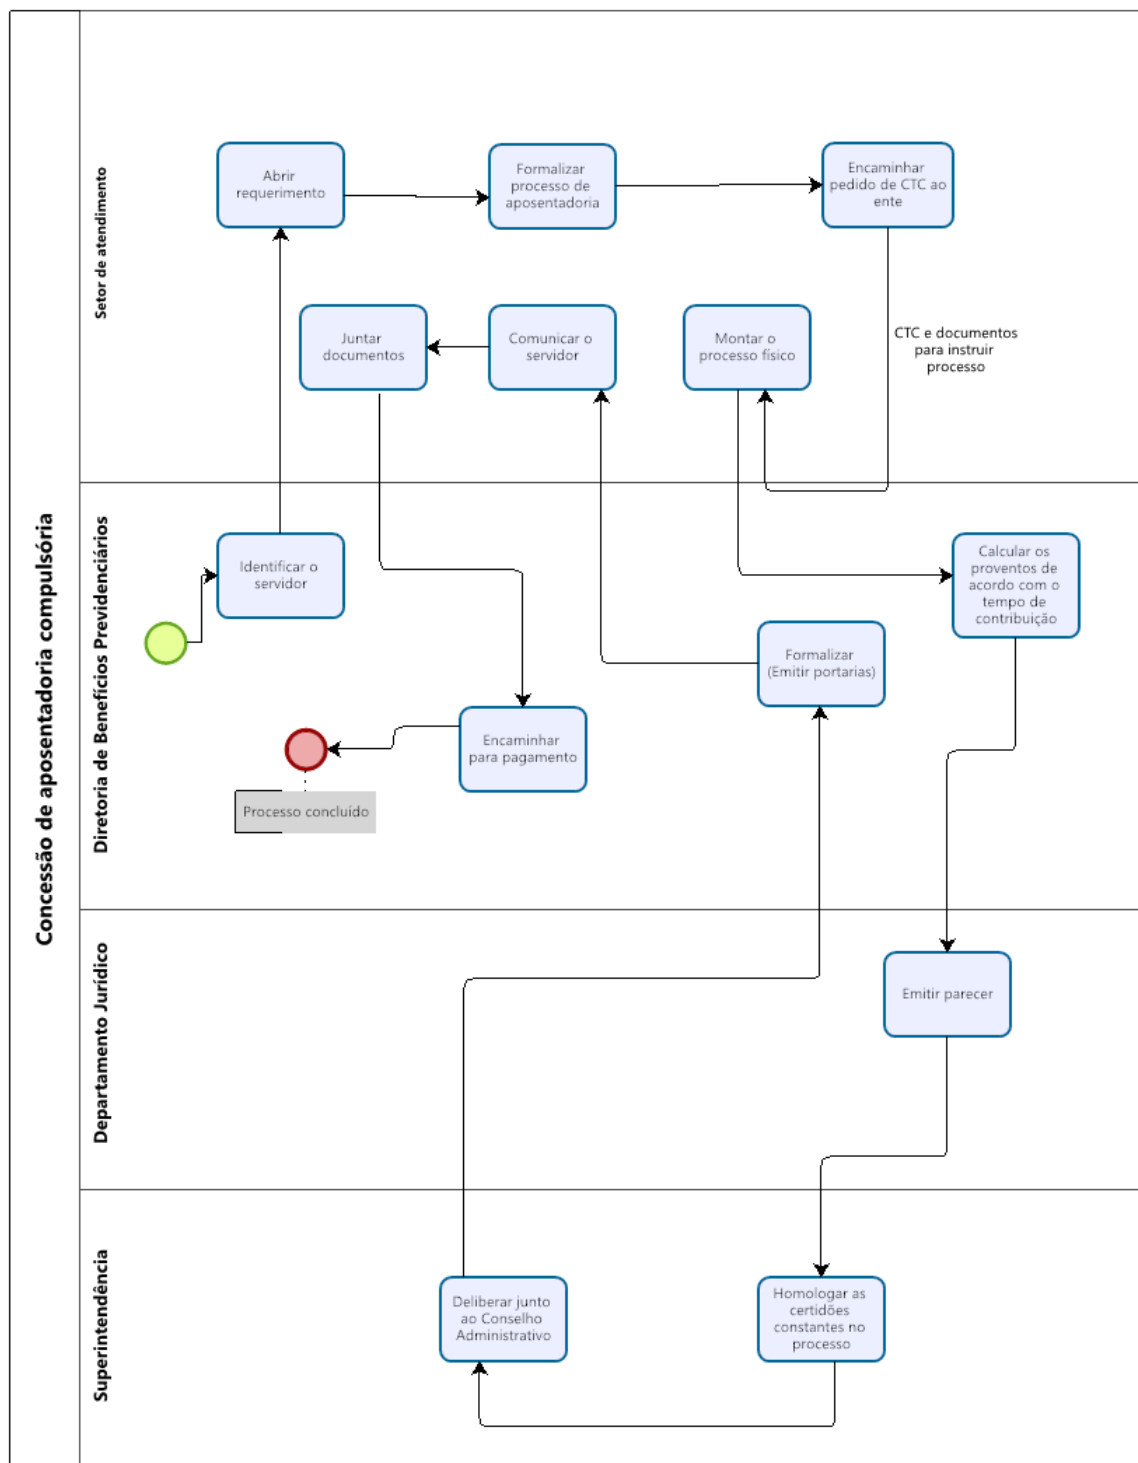 Concessão de aposentadoria compulsória
Setor de atendimento
Abrir
requerimento
Formalizar
processo de
aposentadoria
Encaminhar
pedido de CTC ao
ente
Juntar
documentos
Comunicar o
servidor
Montar o
processo físico
CTC e documentos
para instruir
processo
Diretoria de Benefícios Previdenciários
Identificar o
servidor
Calcular os
proventos de
acordo com o
tempo de
contribuição
Formalizar
(Emitir portarias)
Encaminhar
para pagamento
Processo concluído
Departamento Jurídico
Emitir parecer
Superintendência
Deliberar junto
ao Conselho
Administrativo
Homologar as
certidões
constantes no
processo